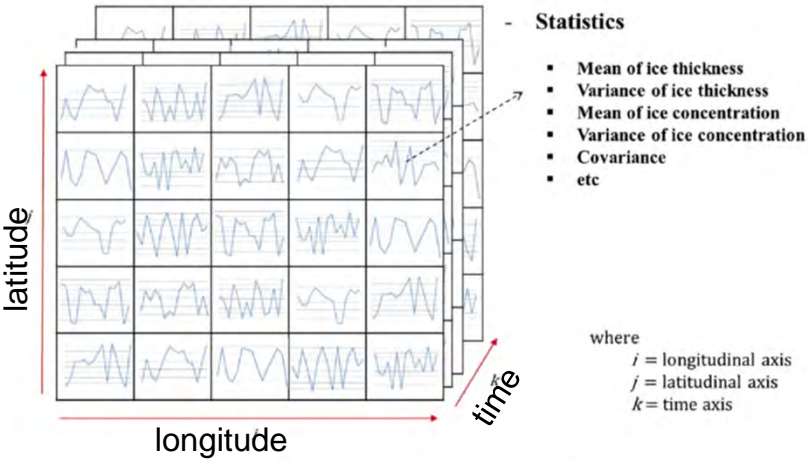 - Statistics
▪ Mean of ice thickness
▪ Variance of ice thickness
▪ Mean of ice concentration
▪ Variance of ice concentration
▪ Covariance
▪ etc
latitude
longitude
time
k
where
i = longitudinal axis
j = latitudinal axis
k = time axis